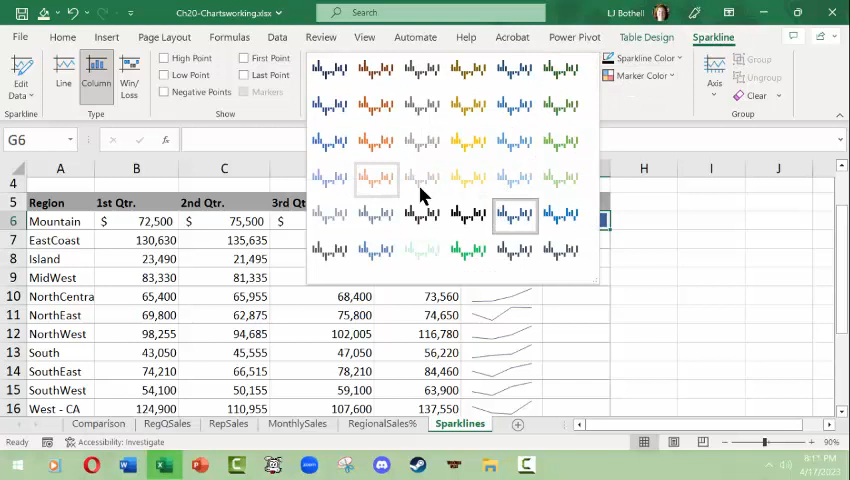 Ch20-Chartsworking.xlsx
Search
LJ Bothell
File Home Insert Page Layout Formulas Data Review View Automate Help Acrobat Power Pivot Table Design Sparkline
Edit Data
Line
Column
Win/Loss
High Point
First Point
Low Point
Last Point
Negative Points
Markers
Sparkline Color
Marker Color
Axis
Group
Ungroup
Clear
Sparkline Type Show Group
G6
fx
A B C H I J
4
5 Region 1st Qtr. 2nd Qtr. 3rd Qt
6 Mountain $ 72,500 $ 75,500 $
7 EastCoast 130,630 135,635
8 Island 23,490 21,495
9 MidWest 83,330 81,335
10 NorthCentra 65,400 65,955 68,400 73,560
11 NorthEast 69,800 62,875 75,800 74,650
12 NorthWest 98,255 94,685 102,005 116,780
13 South 43,050 45,555 47,050 56,220
14 SouthEast 74,210 66,515 78,210 84,460
15 SouthWest 54,100 50,155 59,100 63,900
16 West - CA 124,900 110,955 107,600 137,550
Comparison RegQSales RepSales MonthlySales RegionalSales% Sparklines
Ready Accessibility: Investigate 90%
4/17/2023